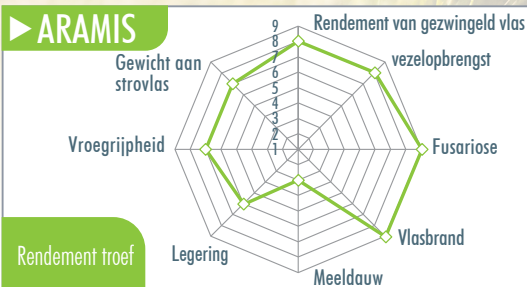 ▶ ARAMIS
Rendement van gezwingeld vlas
vezelopbrengst
Fusariose
Vlasbrand
Meeldauw
Legering
Vroegrijpheid
Gewicht aan
strovlas
9
8
7
6
5
4
3
2
1
Rendement troef